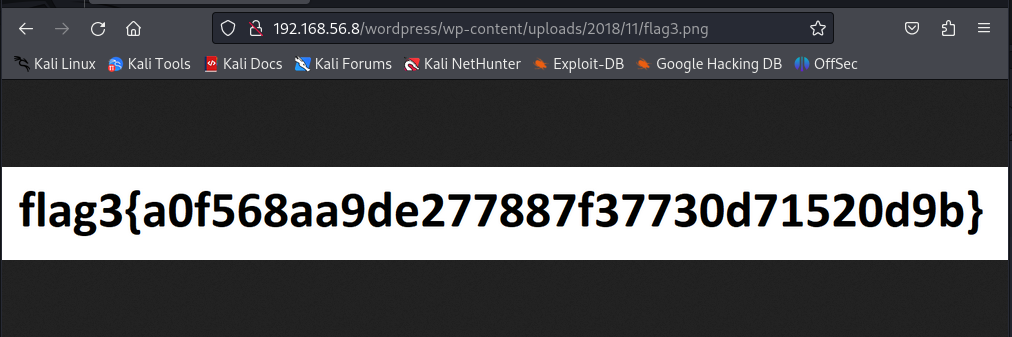 192.168.56.8/wordpress/wp-content/uploads/2018/11/flag3.png
Kali Linux Kali Tools Kali Docs Kali Forums Kali NetHunter Exploit-DB Google Hacking DB OffSec
flag3{a0f568aa9de277887f37730d71520d9b}